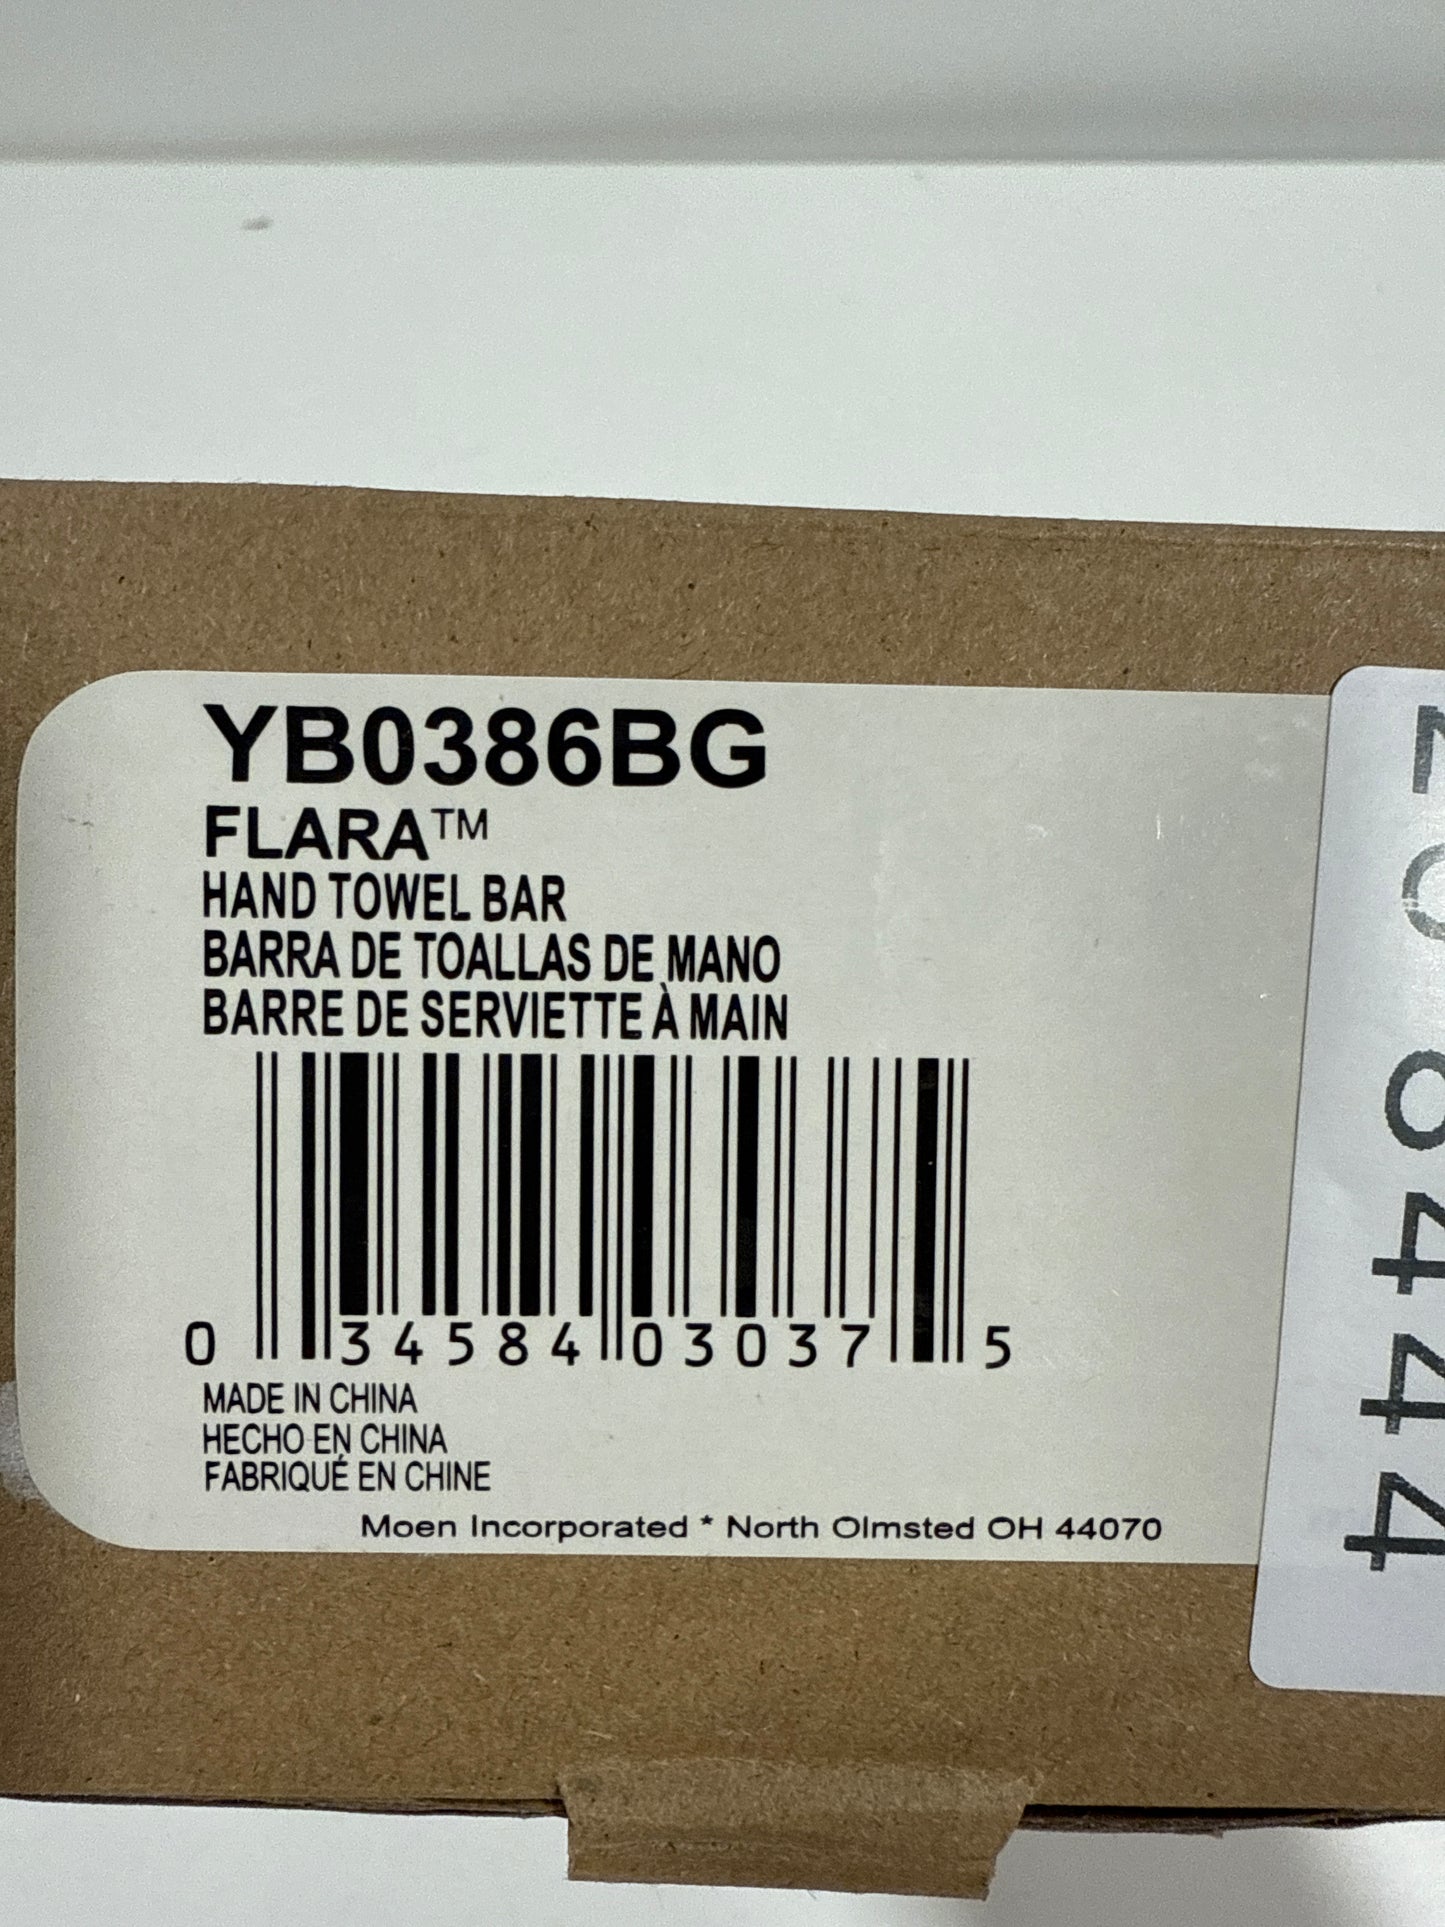 YB0386BG
FLARA™
HAND TOWEL BAR
BARRA DE TOALLAS DE MANO
BARRE DE SERVIETTE À MAIN
0 34584 03037 5
MADE IN CHINA
HECHO EN CHINA
FABRIQUÉ EN CHINE
Moen Incorporated * North Olmsted OH 44070